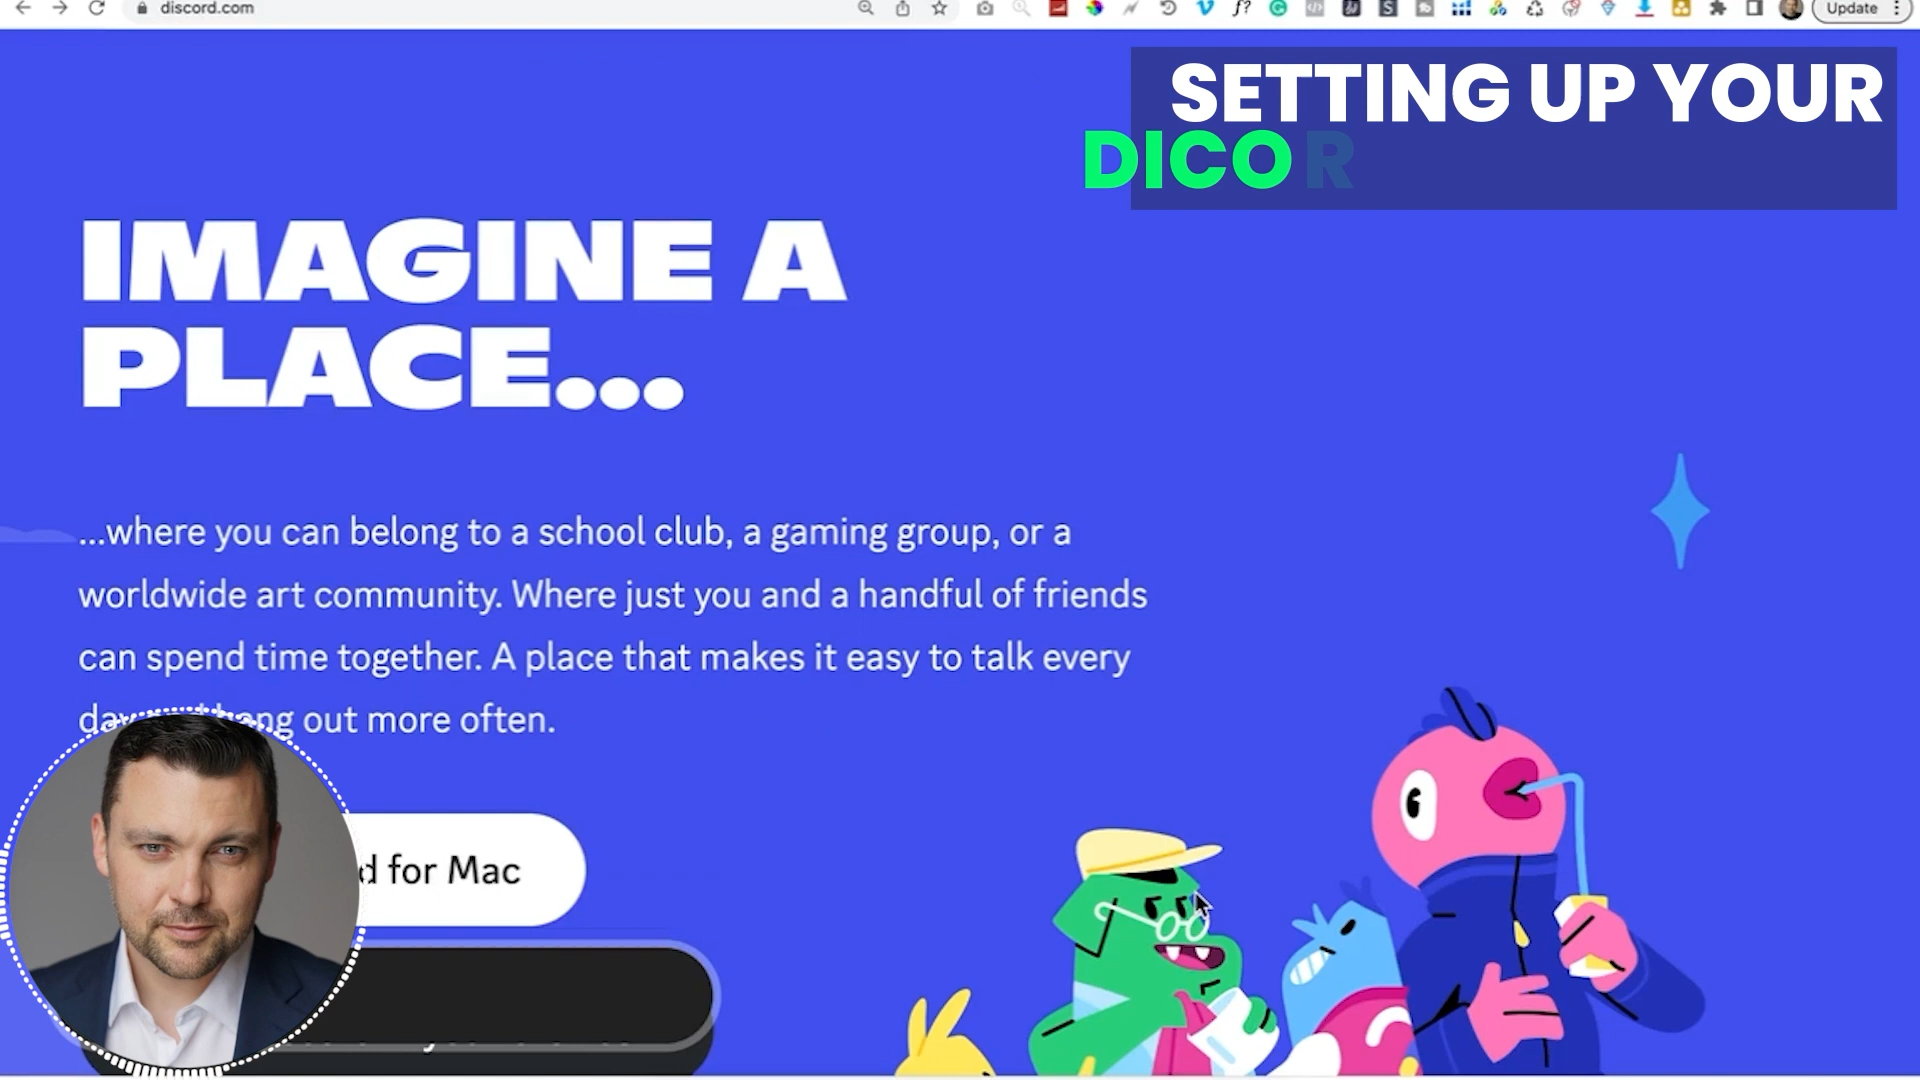 discord.com
Update
SETTING UP YOUR
DICOR
IMAGINE A
PLACE...
...where you can belong to a school club, a gaming group, or a
worldwide art community. Where just you and a handful of friends
can spend time together. A place that makes it easy to talk every
hang out more often.
d for Mac